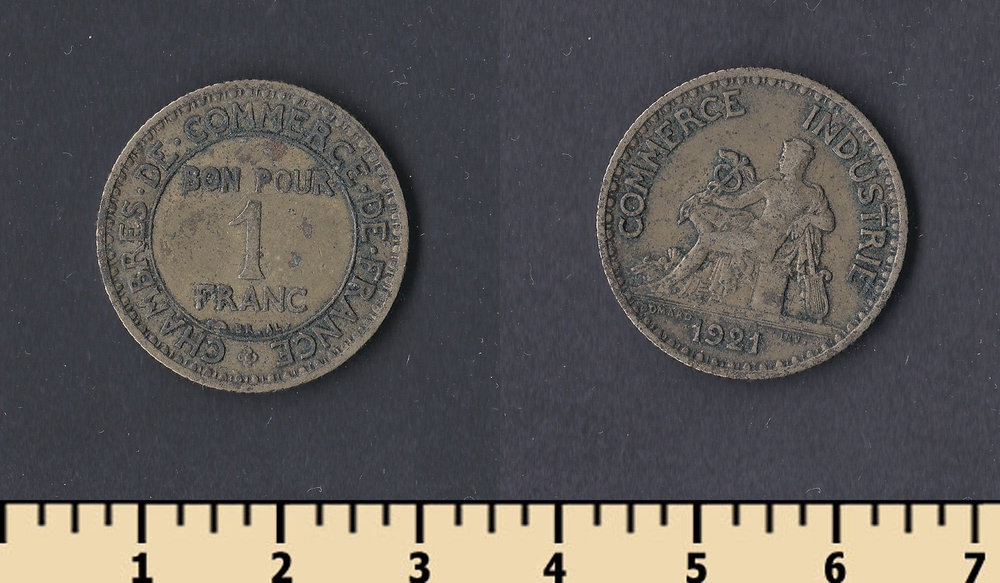 CHAMBRES·DE·COMMERCE·DE·FRANCE
BON POUR
1
FRANC
COMMERCE INDUSTRIE
1921
1 2 3 4 5 6 7